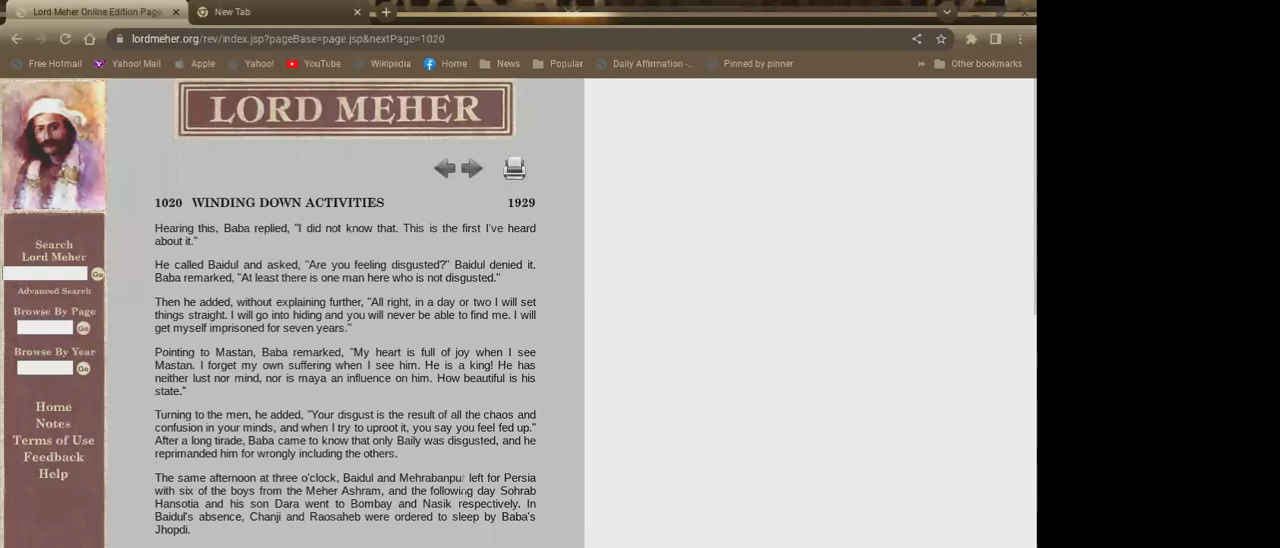 Lord Meher Online Edition Page
New Tab
lordmeher.org/rev/index.jsp?pageBase=page.jsp&nextPage=1020
Free Hotmail Yahoo! Mail Apple Yahoo! YouTube Wikipedia Home News Popular Daily Affirmation -... Pinned by pinner » Other bookmarks
LORD MEHER
1020 WINDING DOWN ACTIVITIES 1929
Hearing this, Baba replied, "I did not know that. This is the first I've heard
about it."
He called Baidul and asked, "Are you feeling disgusted?" Baidul denied it.
Baba remarked, "At least there is one man here who is not disgusted."
Then he added, without explaining further, "All right, in a day or two I will set
things straight. I will go into hiding and you will never be able to find me. I will
get myself imprisoned for seven years."
Pointing to Mastan, Baba remarked, "My heart is full of joy when I see
Mastan. I forget my own suffering when I see him. He is a king! He has
neither lust nor mind, nor is maya an influence on him. How beautiful is his
state."
Turning to the men, he added, "Your disgust is the result of all the chaos and
confusion in your minds, and when I try to uproot it, you say you feel fed up."
After a long tirade, Baba came to know that only Baily was disgusted, and he
reprimanded him for wrongly including the others.
The same afternoon at three o'clock, Baidul and Mehrabanpur left for Persia
with six of the boys from the Meher Ashram, and the following day Sohrab
Hansotia and his son Dara went to Bombay and Nasik respectively. In
Baidul's absence, Chanji and Raosaheb were ordered to sleep by Baba's
Jhopdi.
Search
Lord Meher
Go
Advanced Search
Browse By Page
Go
Browse By Year
Go
Home
Notes
Terms of Use
Feedback
Help